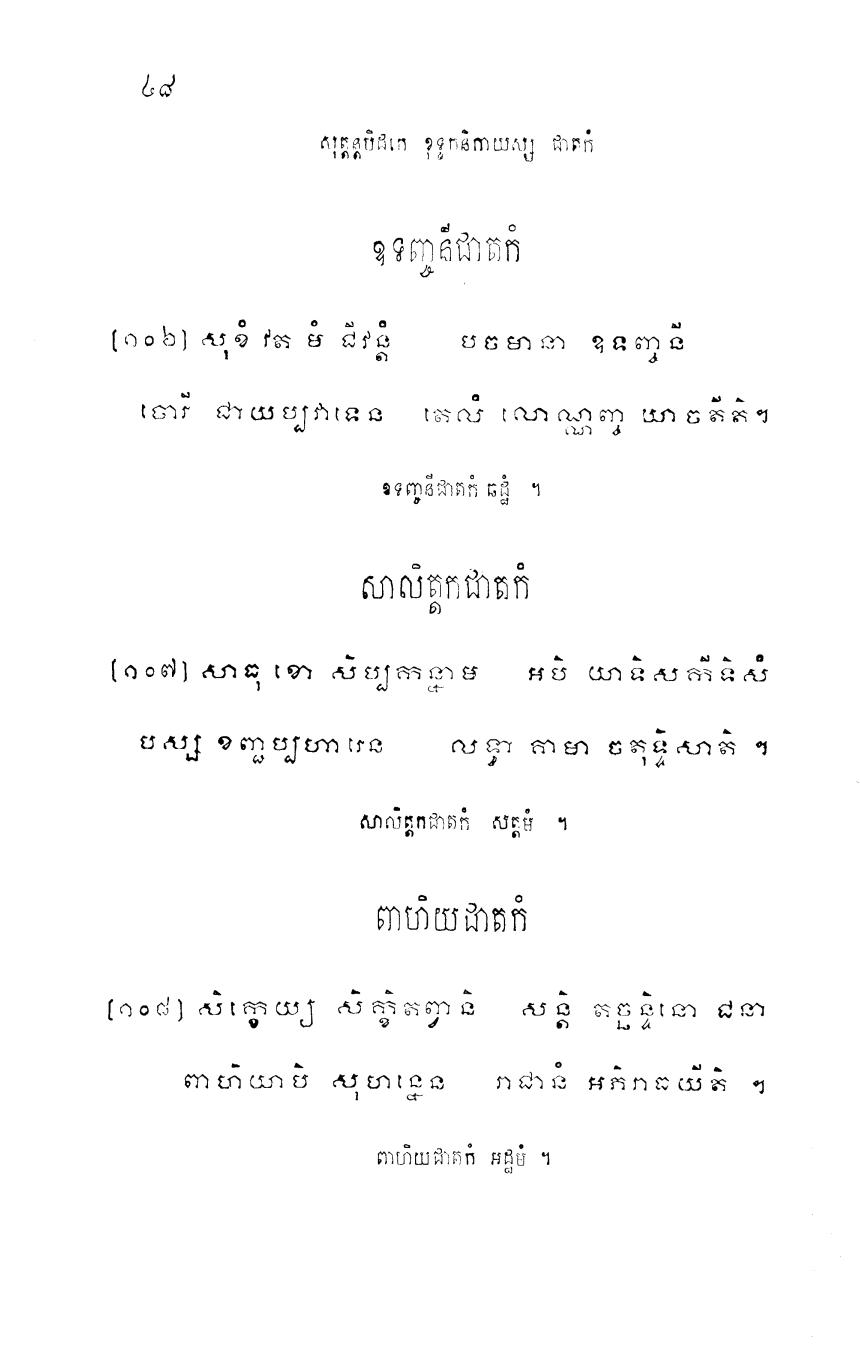 ៤៨
សុត្តន្តបិដកេ ខុទ្ទកនិកាយស្ស ជាតកំ
ឧទញ្ចនីជាតកំ
[១០៦] សុខំ វត មំ ជីវន្តំ បចមានា ឧទញ្ចនី
ចោរី ជាយប្បវាទេន តេលំ លោណញ្ច យាចតីតិ។
ឧទញ្ចនីជាតកំ ឆដ្ឋំ ។
សាលិត្តកជាតកំ
[១០៧] សាធុ ខោ សិប្បកន្នាម អបិ យាទិសកីទិសំ
បស្ស ខញ្ជប្បហារេន លទ្ធា គាមា ចតុទ្ទិសាតិ ។
សាលិត្តកជាតកំ សត្តមំ ។
ពាហិយជាតកំ
[១០៨] សិក្ខេយ្យ សិក្ខិតព្វានិ សន្តិ តច្ឆន្ទិនោ ជនា
ពាហិយាបិ សុហន្នេន រាជានំ អភិរាធយីតិ ។
ពាហិយជាតកំ អដ្ឋមំ ។